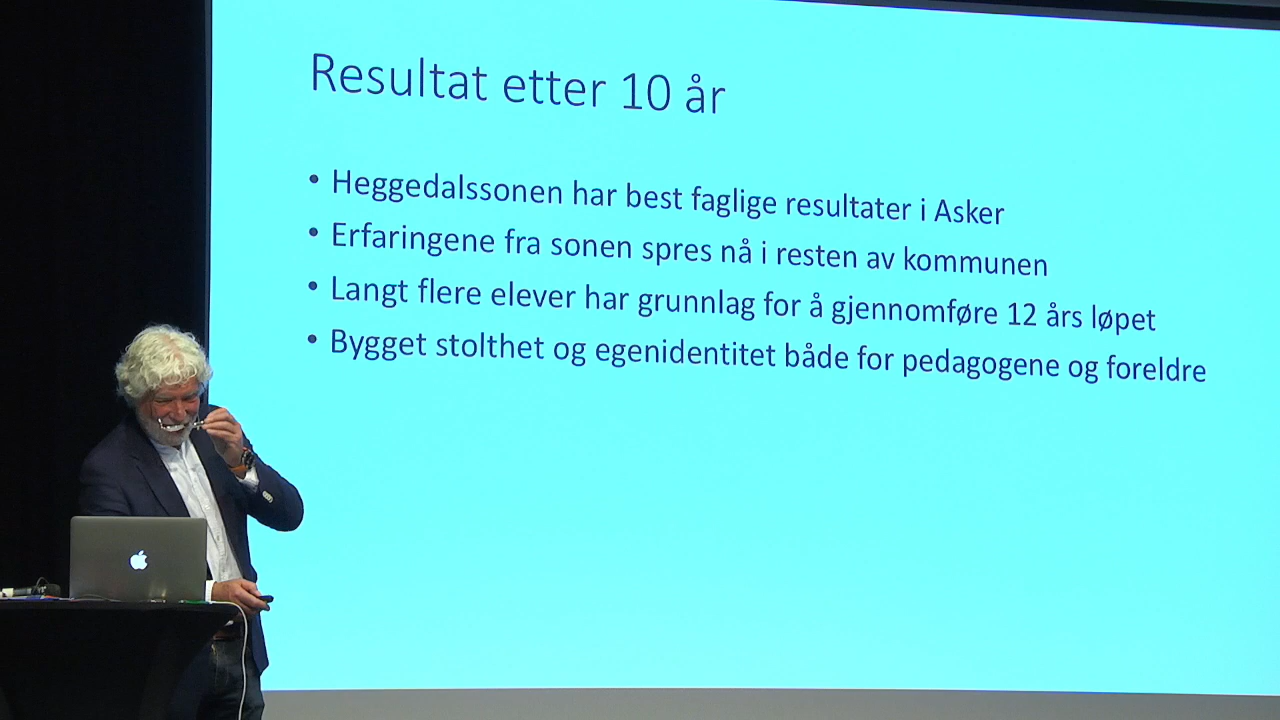 Resultat etter 10 år
• Heggedalssonen har best faglige resultater i Asker
• Erfaringene fra sonen spres nå i resten av kommunen
• Langt flere elever har grunnlag for å gjennomføre 12 års løpet
• Bygget stolthet og egenidentitet både for pedagogene og foreldre